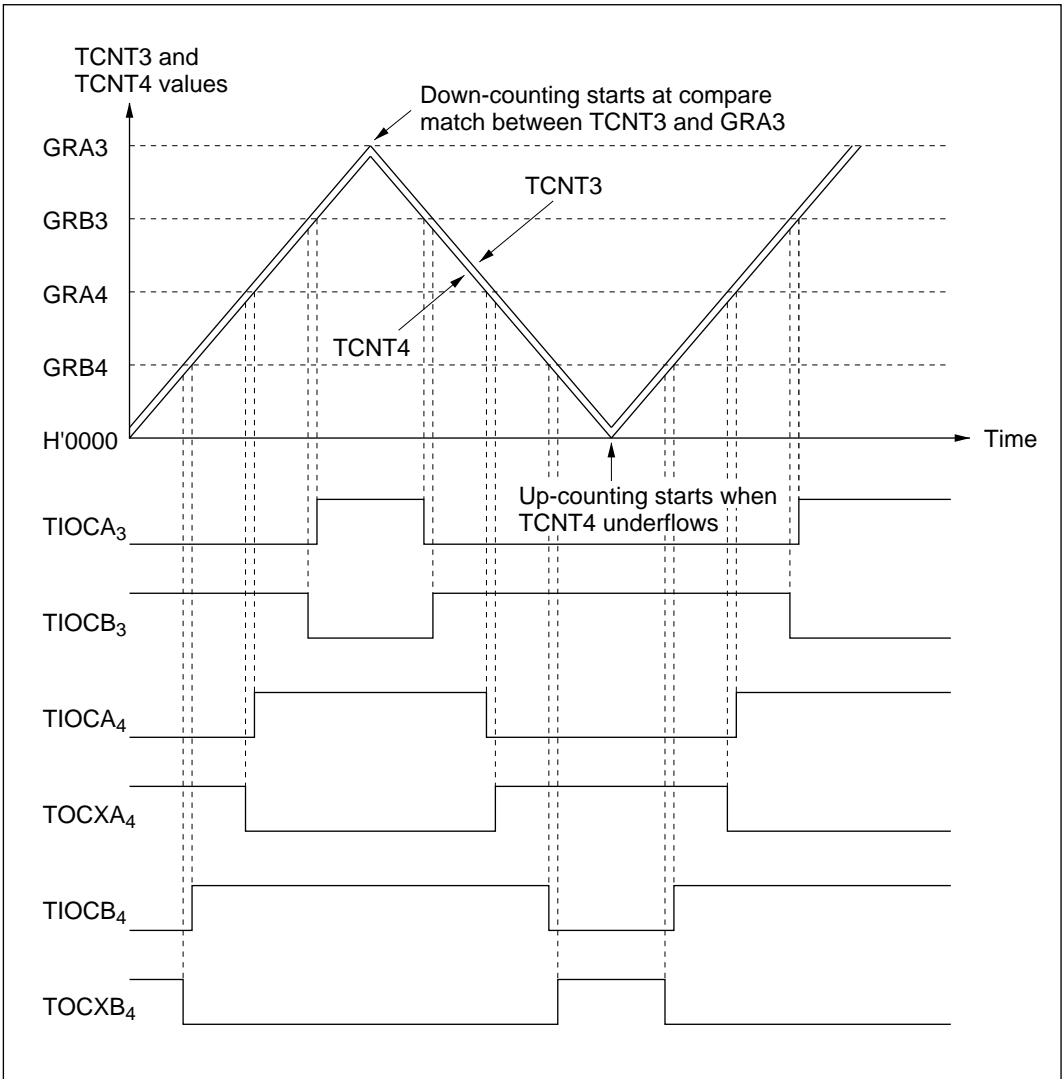 TCNT3 and
TCNT4 values
Down-counting starts at compare
match between TCNT3 and GRA3
GRA3
TCNT3
GRB3
GRA4
TCNT4
GRB4
H'0000
Time
Up-counting starts when
TCNT4 underflows
TIOCA3
TIOCB3
TIOCA4
TOCXA4
TIOCB4
TOCXB4